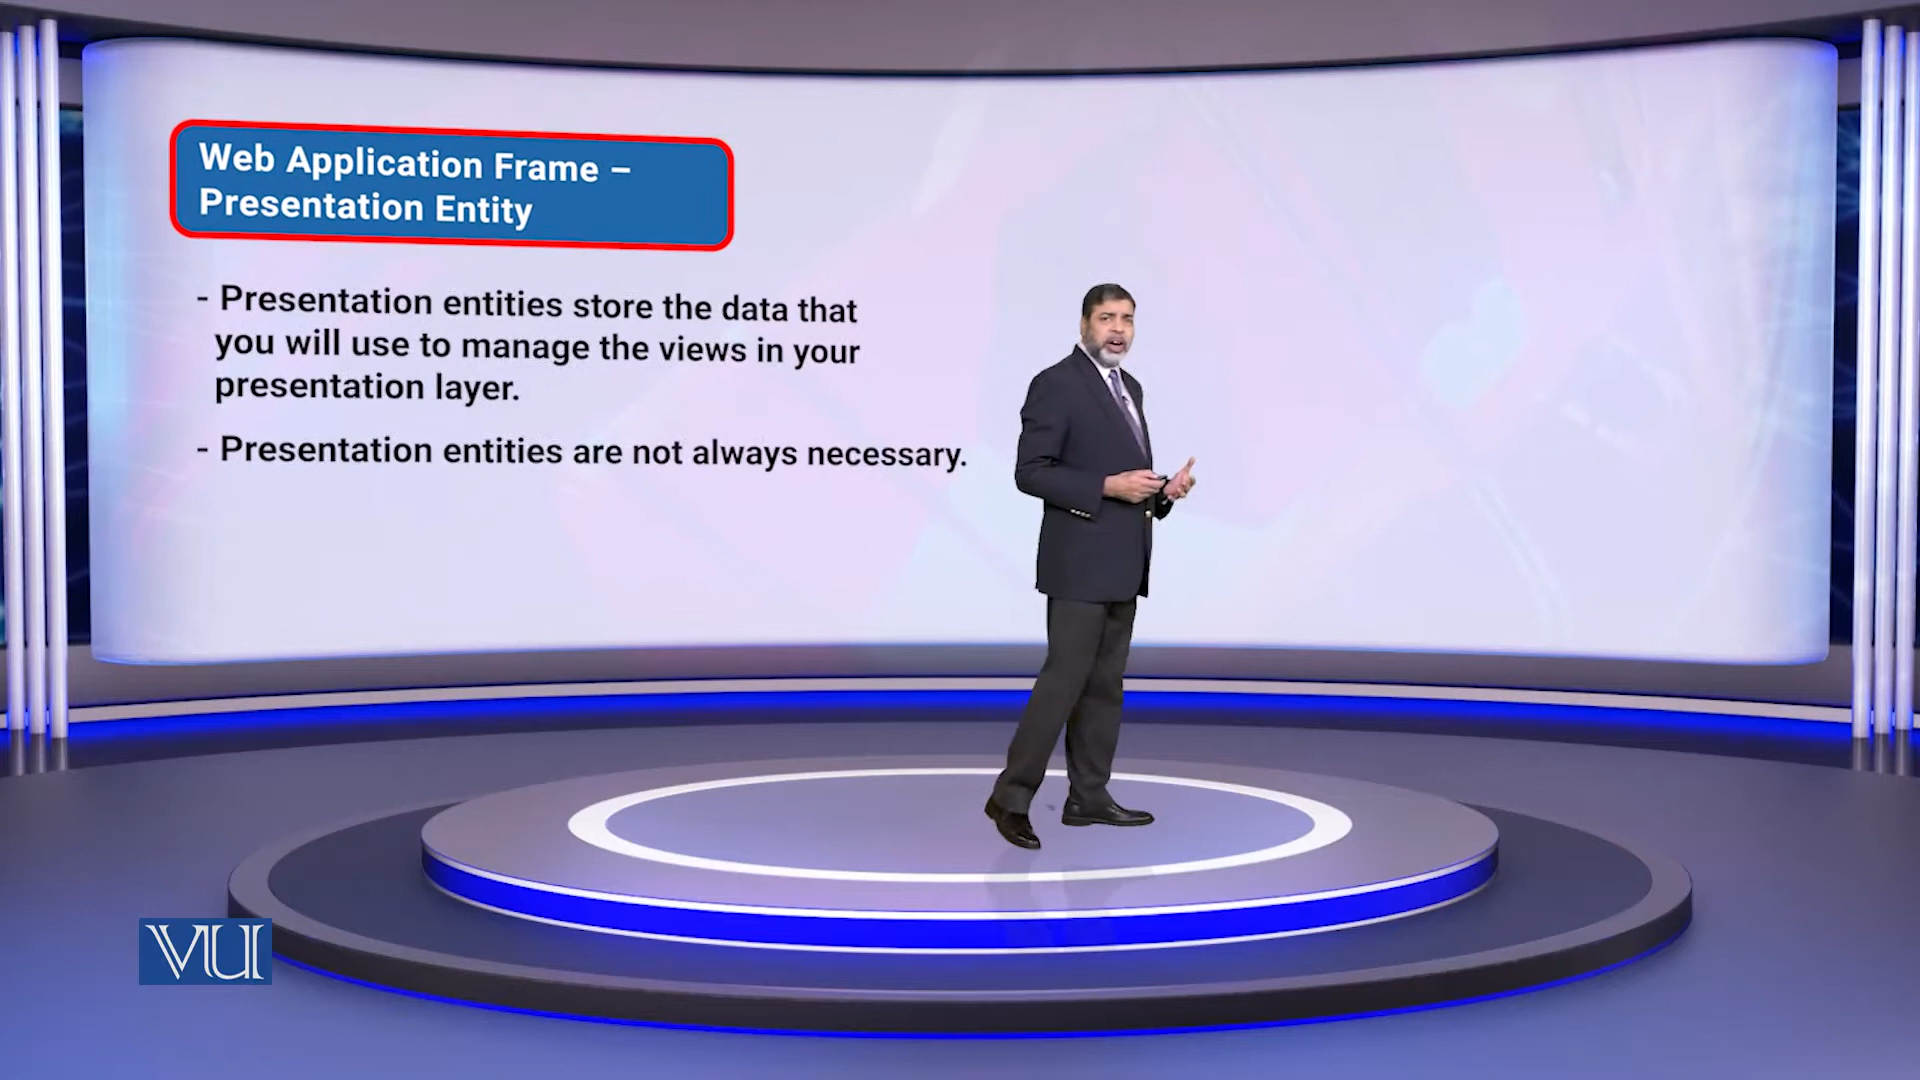 Web Application Frame –
Presentation Entity
- Presentation entities store the data that
you will use to manage the views in your
presentation layer.
- Presentation entities are not always necessary.
VU